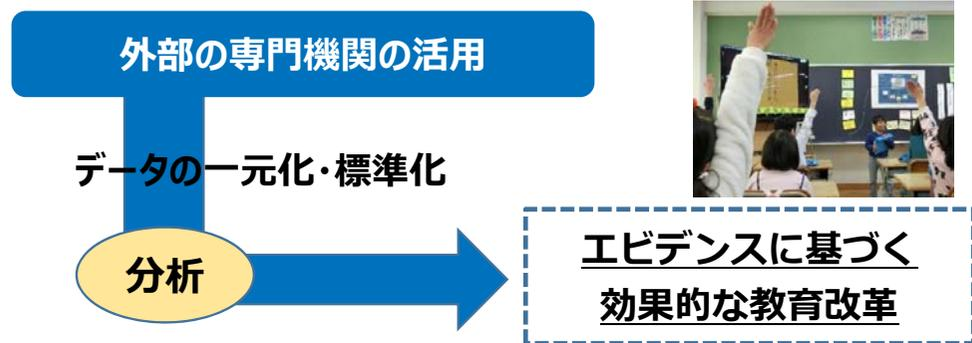 外部の専門機関の活用
データの一元化・標準化
分析
エビデンスに基づく
効果的な教育改革